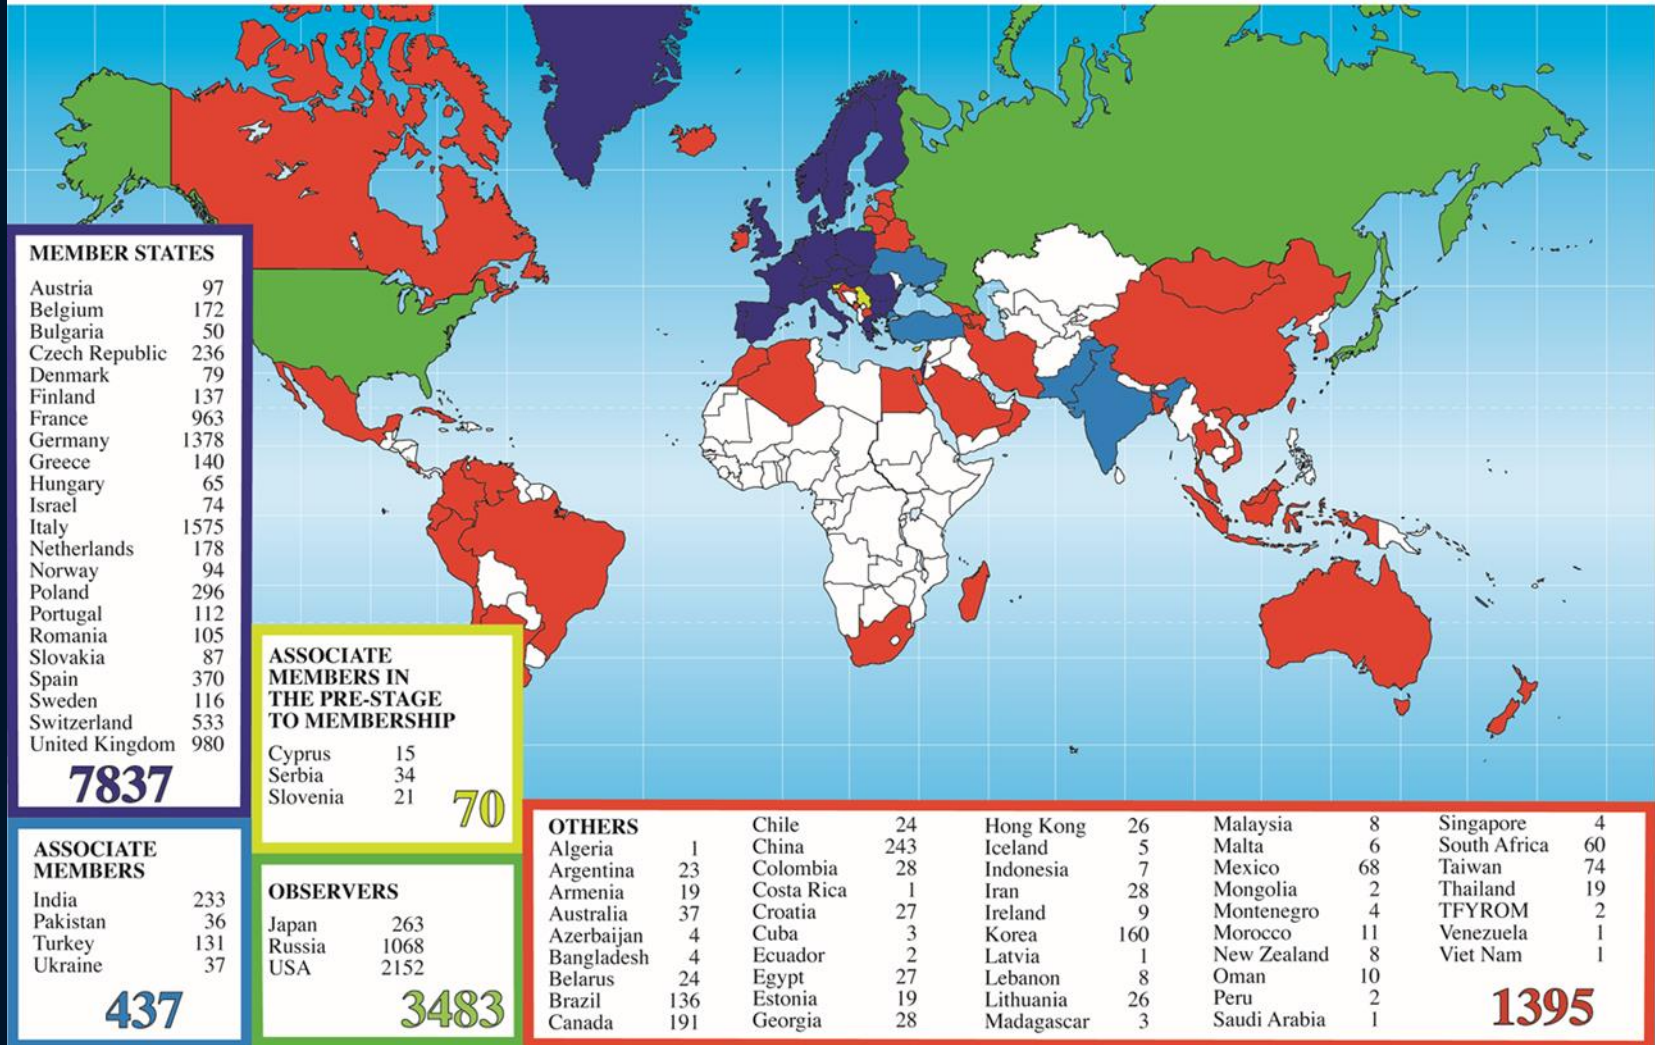 MEMBER STATES
Austria 97
Belgium 172
Bulgaria 50
Czech Republic 236
Denmark 79
Finland 137
France 963
Germany 1378
Greece 140
Hungary 65
Israel 74
Italy 1575
Netherlands 178
Norway 94
Poland 296
Portugal 112
Romania 105
Slovakia 87
Spain 370
Sweden 116
Switzerland 533
United Kingdom 980
7837
ASSOCIATE
MEMBERS
India 233
Pakistan 36
Turkey 131
Ukraine 37
437
ASSOCIATE
MEMBERS IN
THE PRE-STAGE
TO MEMBERSHIP
Cyprus 15
Serbia 34
Slovenia 21
70
OBSERVERS
Japan 263
Russia 1068
USA 2152
3483
OTHERS
Algeria 1
Argentina 23
Armenia 19
Australia 37
Azerbaijan 4
Bangladesh 4
Belarus 24
Brazil 136
Canada 191
Chile 24
China 243
Colombia 28
Costa Rica 1
Croatia 27
Cuba 3
Ecuador 2
Egypt 27
Estonia 19
Georgia 28
Hong Kong 26
Iceland 5
Indonesia 7
Iran 28
Ireland 9
Korea 160
Latvia 1
Lebanon 8
Lithuania 26
Madagascar 3
Malaysia 8
Malta 6
Mexico 68
Mongolia 2
Montenegro 4
Morocco 11
New Zealand 8
Oman 10
Peru 2
Saudi Arabia 1
Singapore 4
South Africa 60
Taiwan 74
Thailand 19
TFYROM 2
Venezuela 1
Viet Nam 1
1395